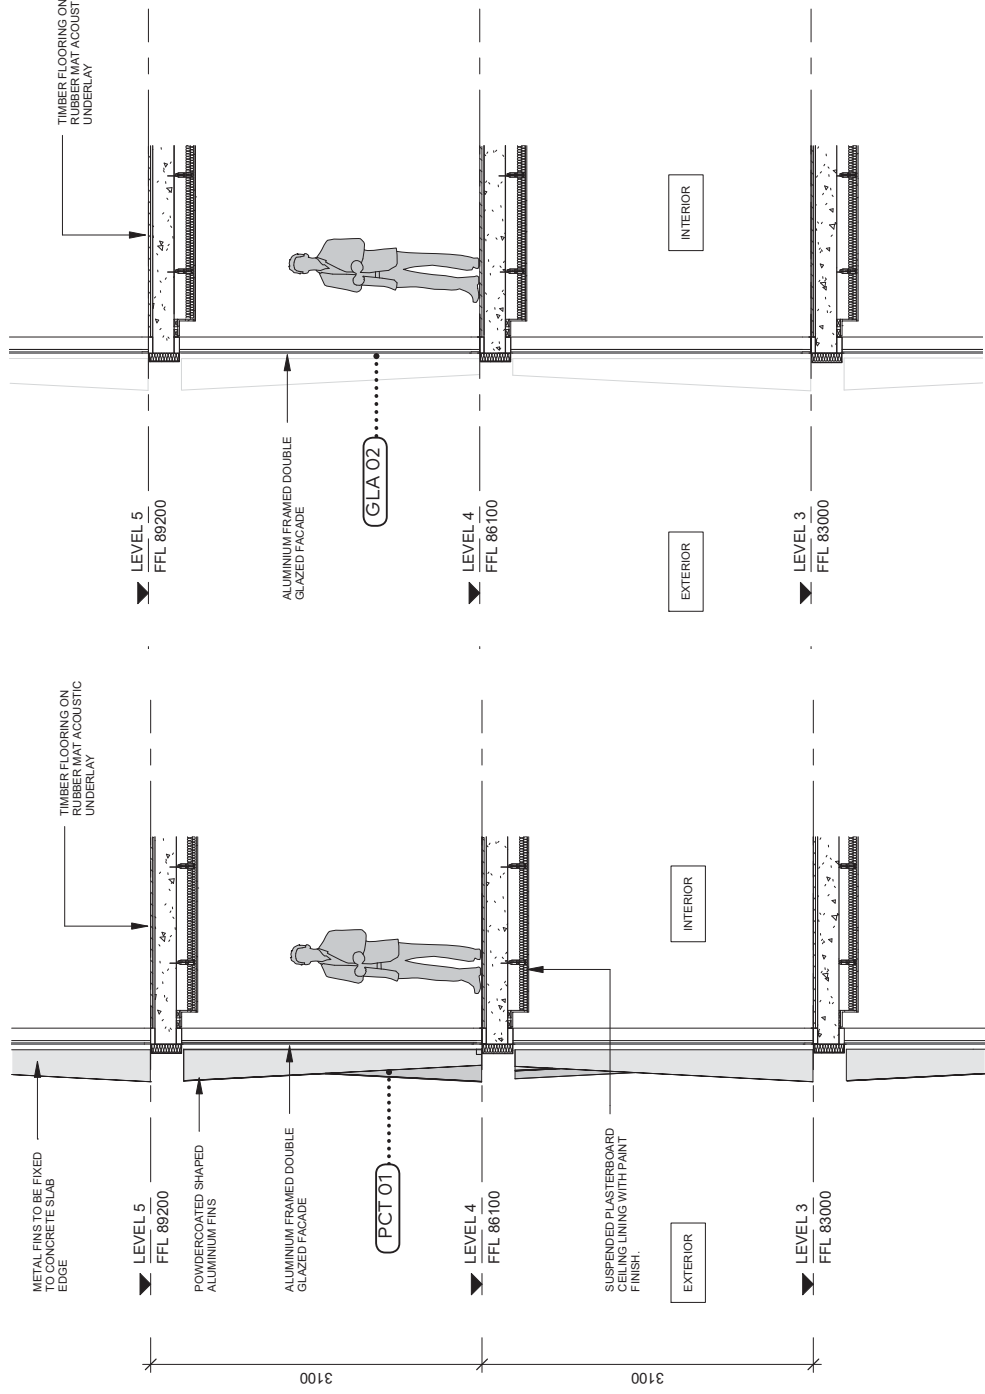 METAL FINS TO BE FIXED
TO CONCRETE SLAB
EDGE
TIMBER FLOORING ON
RUBBER MAT ACOUSTIC
UNDERLAY
LEVEL 5
FFL 89200
POWDERCOATED SHAPED
ALUMINIUM FINS
ALUMINIUM FRAMED DOUBLE
GLAZED FACADE
PCT 01
3100
LEVEL 4
FFL 86100
SUSPENDED PLASTERBOARD
CEILING LINING WITH PAINT
FINISH.
EXTERIOR
INTERIOR
3100
LEVEL 3
FFL 83000
TIMBER FLOORING ON
RUBBER MAT ACOUST
UNDERLAY
LEVEL 5
FFL 89200
ALUMINIUM FRAMED DOUBLE
GLAZED FACADE
GLA 02
LEVEL 4
FFL 86100
EXTERIOR
INTERIOR
LEVEL 3
FFL 83000